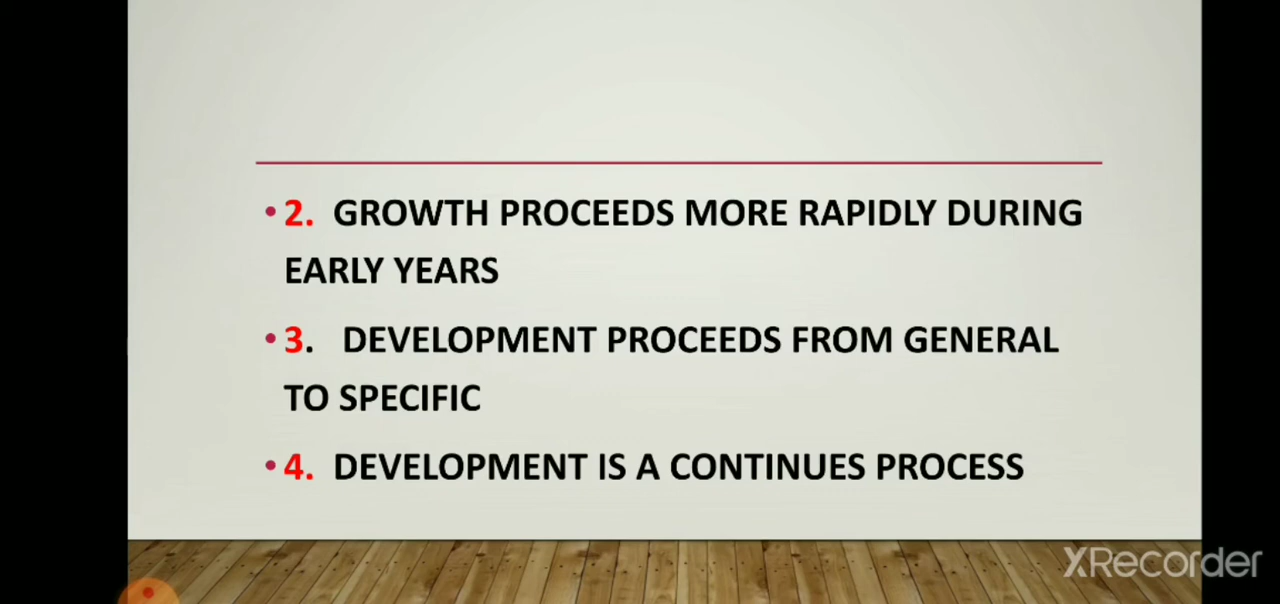 • 2. GROWTH PROCEEDS MORE RAPIDLY DURING
EARLY YEARS
• 3. DEVELOPMENT PROCEEDS FROM GENERAL
TO SPECIFIC
• 4. DEVELOPMENT IS A CONTINUES PROCESS
XRecorder